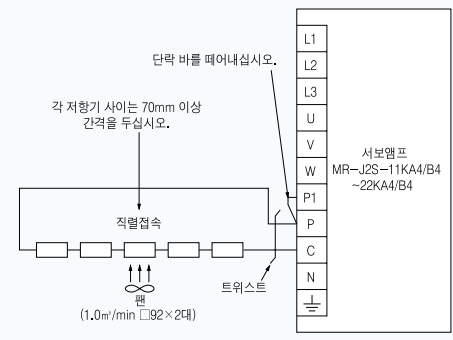 단락 바를 떼어내십시오.
각 저항기 사이는 70mm 이상
간격을 두십시오.
직렬접속
트위스트
팬
(1.0㎥/min □92×2대)
L1
L2
L3
U
V
W
P1
P
C
N
서보앰프
MR-J2S-11KA4/B4
~22KA4/B4